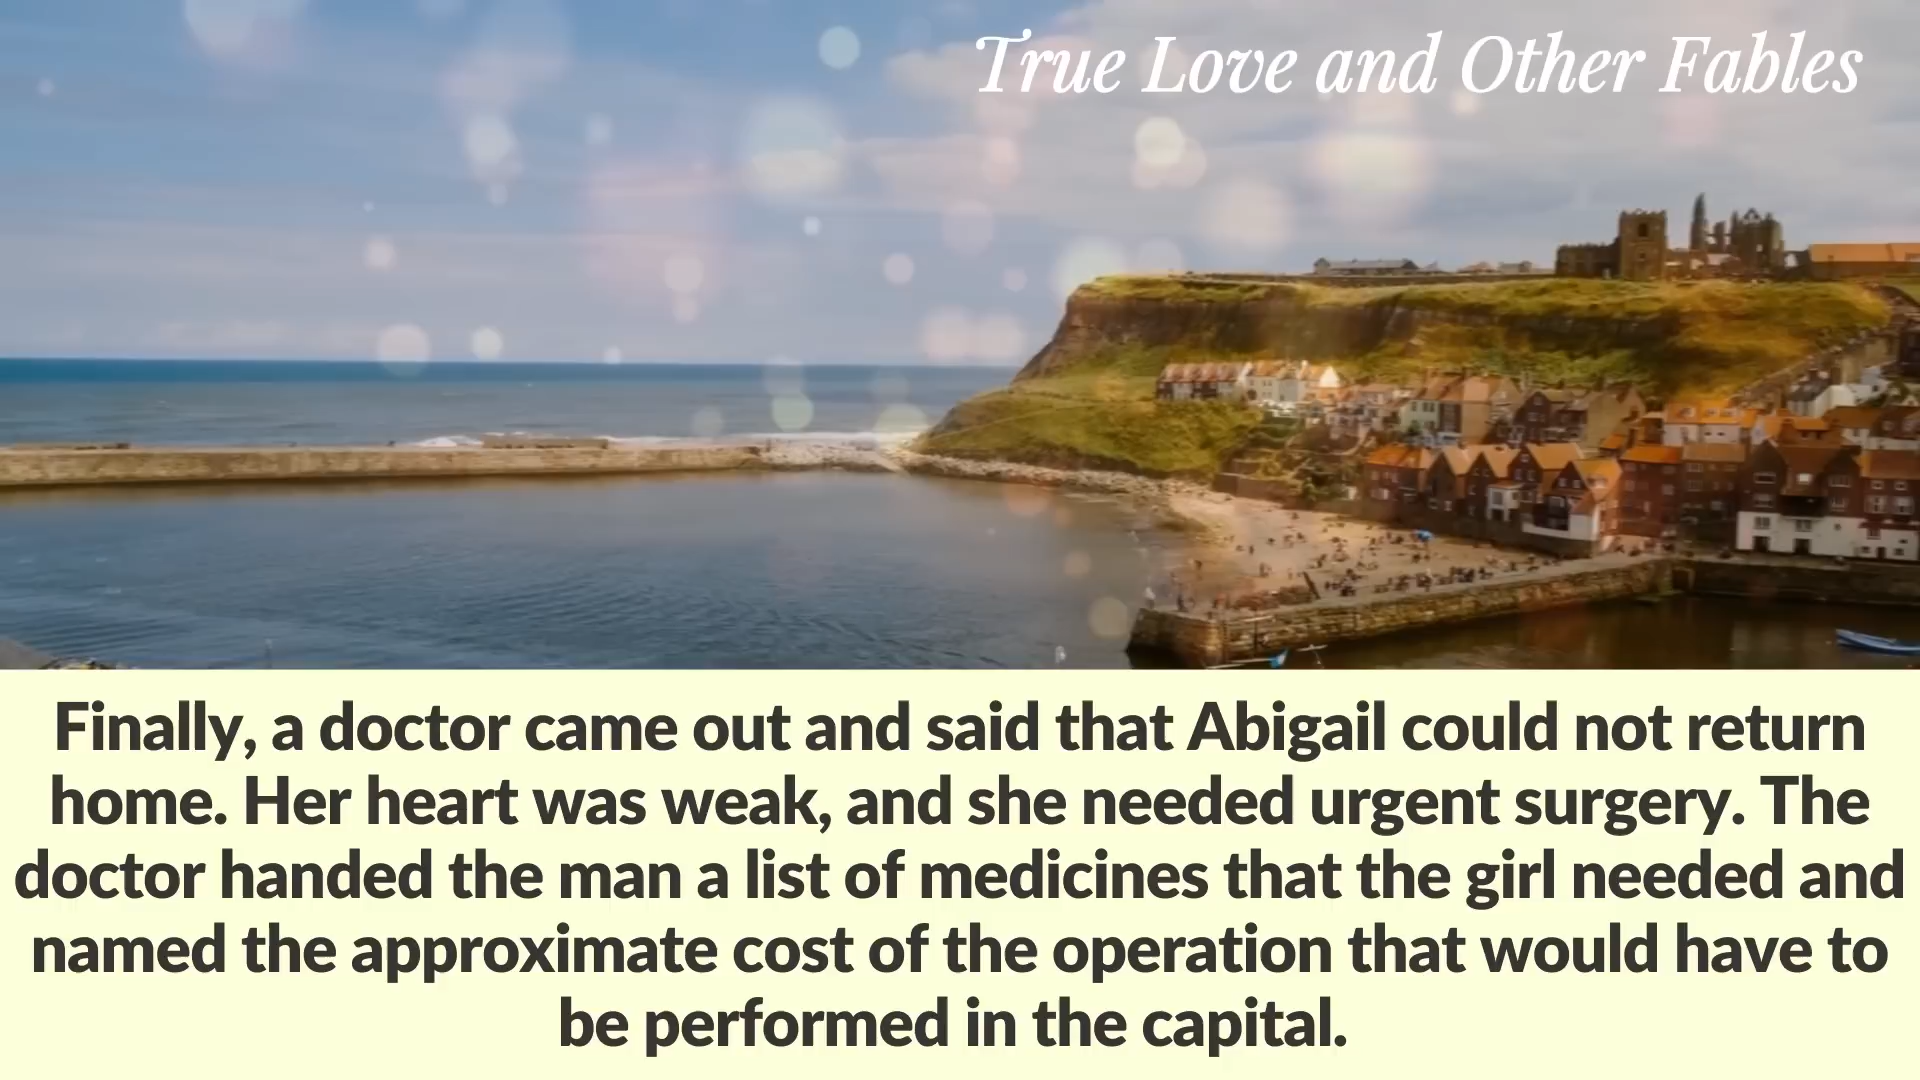 True Love and Other Fables
Finally, a doctor came out and said that Abigail could not return
home. Her heart was weak, and she needed urgent surgery. The
doctor handed the man a list of medicines that the girl needed and
named the approximate cost of the operation that would have to
be performed in the capital.